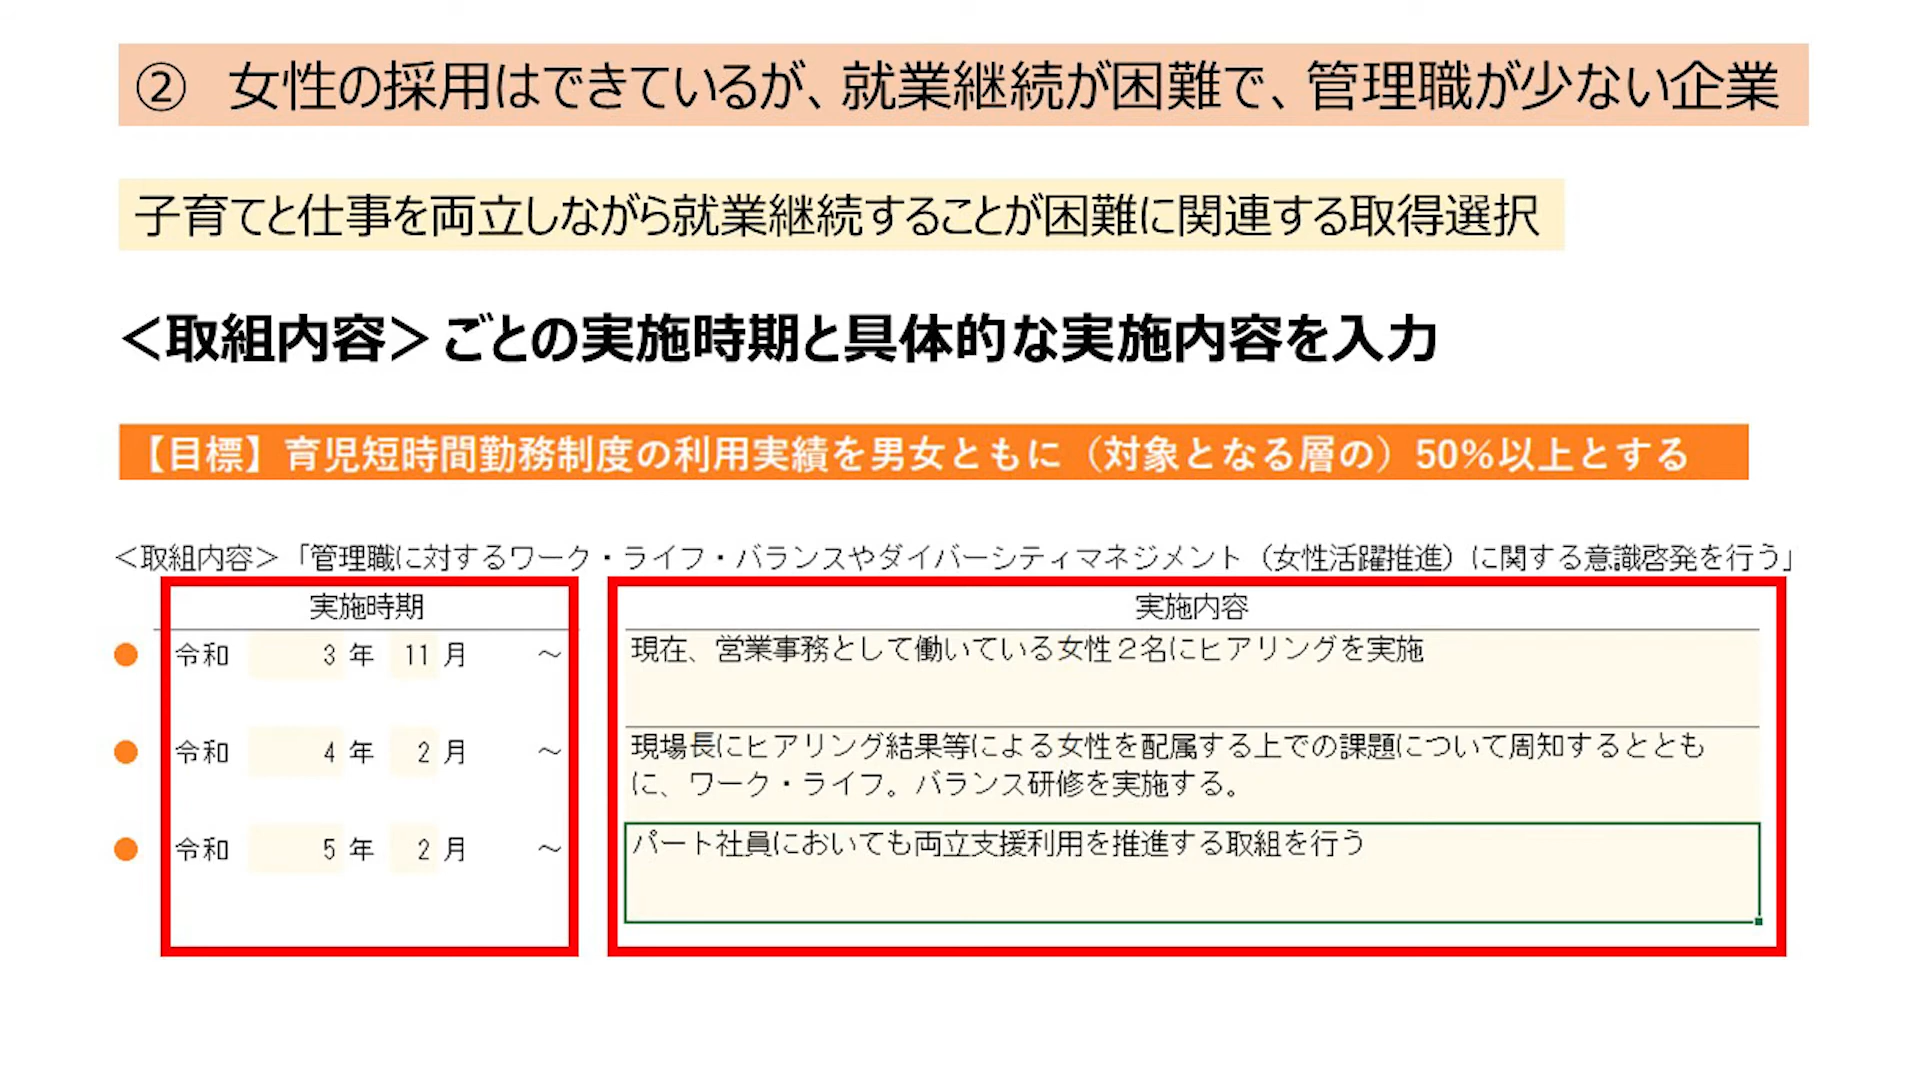 ② 女性の採用はできているが、就業継続が困難で、管理職が少ない企業
子育てと仕事を両立しながら就業継続することが困難に関連する取得選択
＜取組内容＞ごとの実施時期と具体的な実施内容を入力
【目標】育児短時間勤務制度の利用実績を男女ともに（対象となる層の）50％以上とする
＜取組内容＞「管理職に対するワーク・ライフ・バランスやダイバーシティマネジメント（女性活躍推進）に関する意識啓発を行う」
実施時期 実施内容
● 令和 3 年 11 月 ～ 現在、営業事務として働いている女性２名にヒアリングを実施
● 令和 4 年 2 月 ～ 現場長にヒアリング結果等による女性を配属する上での課題について周知するととも
に、ワーク・ライフ。バランス研修を実施する。
● 令和 5 年 2 月 ～ パート社員においても両立支援利用を推進する取組を行う